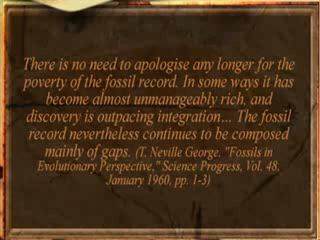 There is no need to apologise any longer for the
poverty of the fossil record. In some ways it has
become almost unmanageably rich, and
discovery is outpacing integration... The fossil
record nevertheless continues to be composed
mainly of gaps. (T. Neville George, "Fossils in
Evolutionary Perspective," Science Progress, Vol. 48,
January 1960, pp. 1-3)